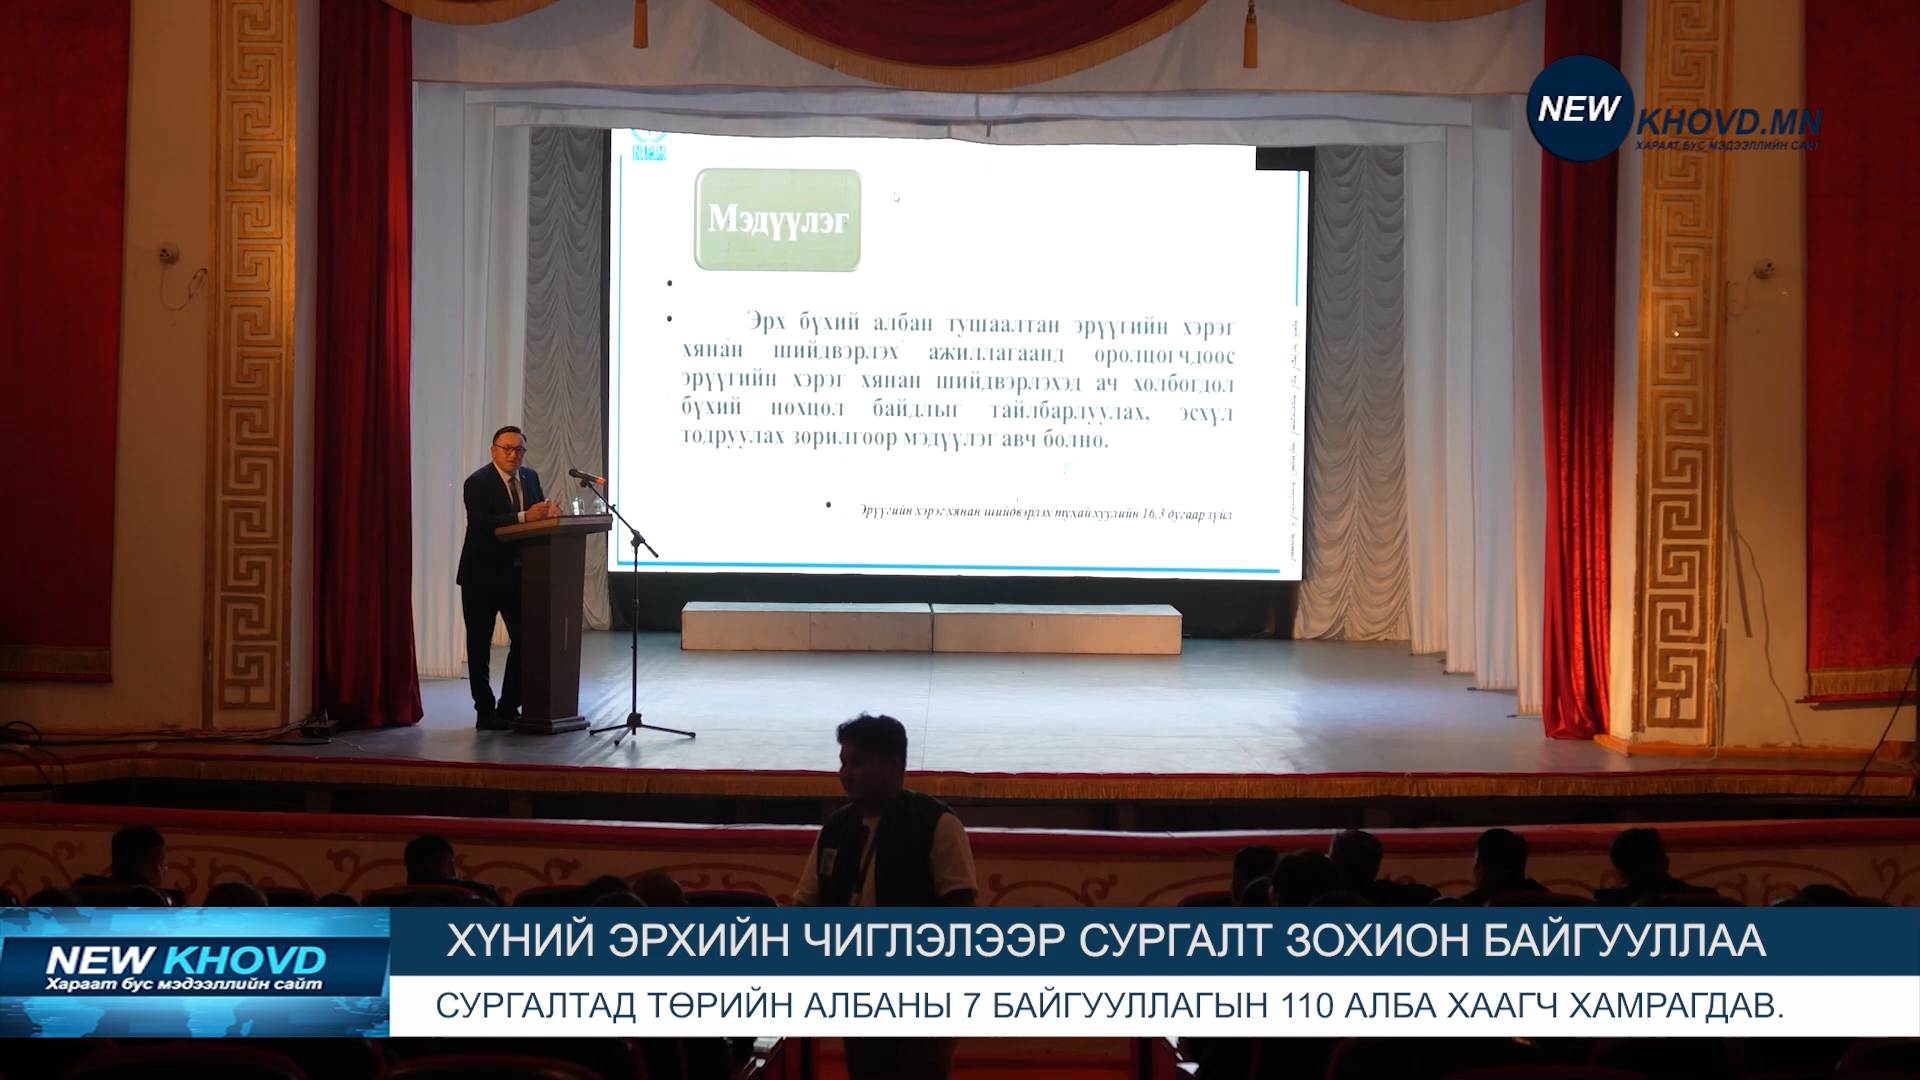 NEW
KHOVD.MN
ХАРААТ БУС МЭДЭЭЛЛИЙН САЙТ
Мэдүүлэг
Эрх бүхий албан тушаалтан эрүүгийн хэрэг
хянан шийдвэрлэх ажиллагаанд оролцогчдоос
эрүүгийн хэрэг хянан шийдвэрлэхэд ач холбогдол
бүхий нөхцөл байдлыг тайлбарлуулах, эсхүл
тодруулах зорилгоор мэдүүлэг авч болно.
Эрүүгийн хэрэг хянан шийдвэрлэх тухай хуулийн 16.3 дугаар зүйл
NEW KHOVD
Хараат бус мэдээллийн сайт
ХҮНИЙ ЭРХИЙН ЧИГЛЭЛЭЭР СУРГАЛТ ЗОХИОН БАЙГУУЛЛАА
СУРГАЛТАД ТӨРИЙН АЛБАНЫ 7 БАЙГУУЛЛАГЫН 110 АЛБА ХААГЧ ХАМРАГДАВ.